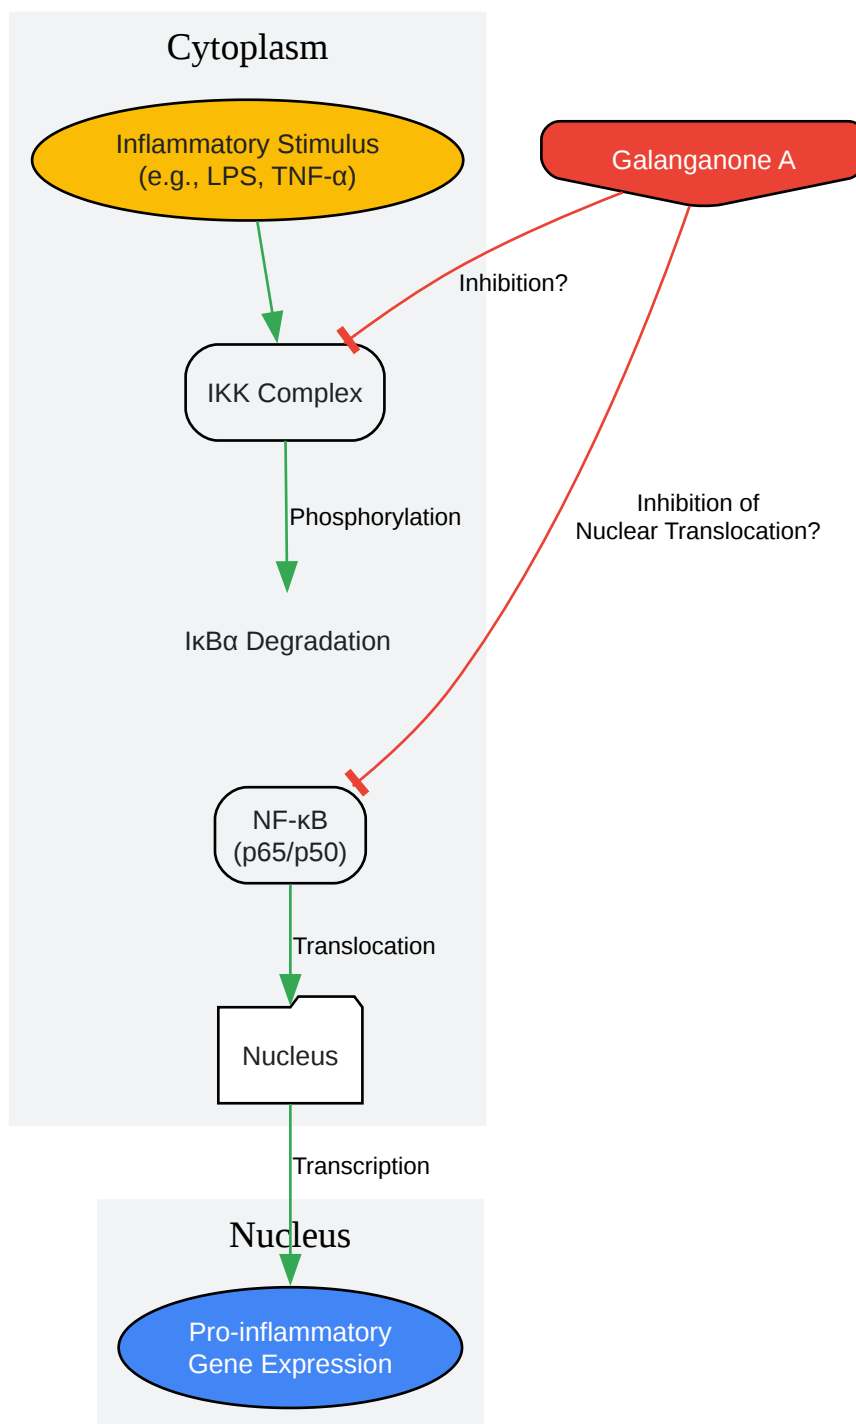 Cytoplasm
Inflammatory Stimulus
(e.g., LPS, TNF-α)
Galanganone A
Inhibition?
IKK Complex
Phosphorylation
Inhibition of
Nuclear Translocation?
IκBα Degradation
NF-κB
(p65/p50)
Translocation
Nucleus
Transcription
Nucleus
Pro-inflammatory
Gene Expression